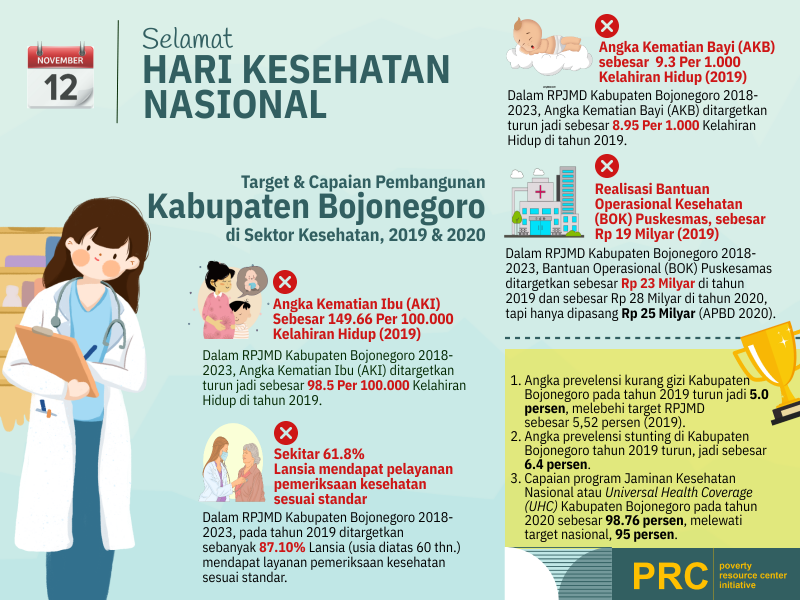 NOVEMBER
12
Selamat
HARI KESEHATAN
NASIONAL
Target & Capaian Pembangunan
Kabupaten Bojonegoro
di Sektor Kesehatan, 2019 & 2020
Angka Kematian Ibu (AKI)
Sebesar 149.66 Per 100.000
Kelahiran Hidup (2019)
Dalam RPJMD Kabupaten Bojonegoro 2018-
2023, Angka Kematian Ibu (AKI) ditargetkan
turun jadi sebesar 98.5 Per 100.000 Kelahiran
Hidup di tahun 2019.
Sekitar 61.8%
Lansia mendapat pelayanan
pemeriksaan kesehatan
sesuai standar
Dalam RPJMD Kabupaten Bojonegoro 2018-
2023, pada tahun 2019 ditargetkan
sebanyak 87.10% Lansia (usia diatas 60 thn.)
mendapat layanan pemeriksaan kesehatan
sesuai standar.
Angka Kematian Bayi (AKB)
sebesar 9.3 Per 1.000
Kelahiran Hidup (2019)
Dalam RPJMD Kabupaten Bojonegoro 2018-
2023, Angka Kematian Bayi (AKB) ditargetkan
turun jadi sebesar 8.95 Per 1.000 Kelahiran
Hidup di tahun 2019.
Realisasi Bantuan
Operasional Kesehatan
(BOK) Puskesmas, sebesar
Rp 19 Milyar (2019)
Dalam RPJMD Kabupaten Bojonegoro 2018-
2023, Bantuan Operasional (BOK) Puskesamas
ditargetkan sebesar Rp 23 Milyar di tahun
2019 dan sebesar Rp 28 Milyar di tahun 2020,
tapi hanya dipasang Rp 25 Milyar (APBD 2020).
1. Angka prevelensi kurang gizi Kabupaten
Bojonegoro pada tahun 2019 turun jadi 5.0
persen, melebehi target RPJMD
sebesar 5,52 persen (2019).
2. Angka prevelensi stunting di Kabupaten
Bojonegoro tahun 2019 turun, jadi sebesar
6.4 persen.
3. Capaian program Jaminan Kesehatan
Nasional atau Universal Health Coverage
(UHC) Kabupaten Bojonegoro pada tahun
2020 sebesar 98.76 persen, melewati
target nasional, 95 persen.
PRC
poverty
resource center
initiative